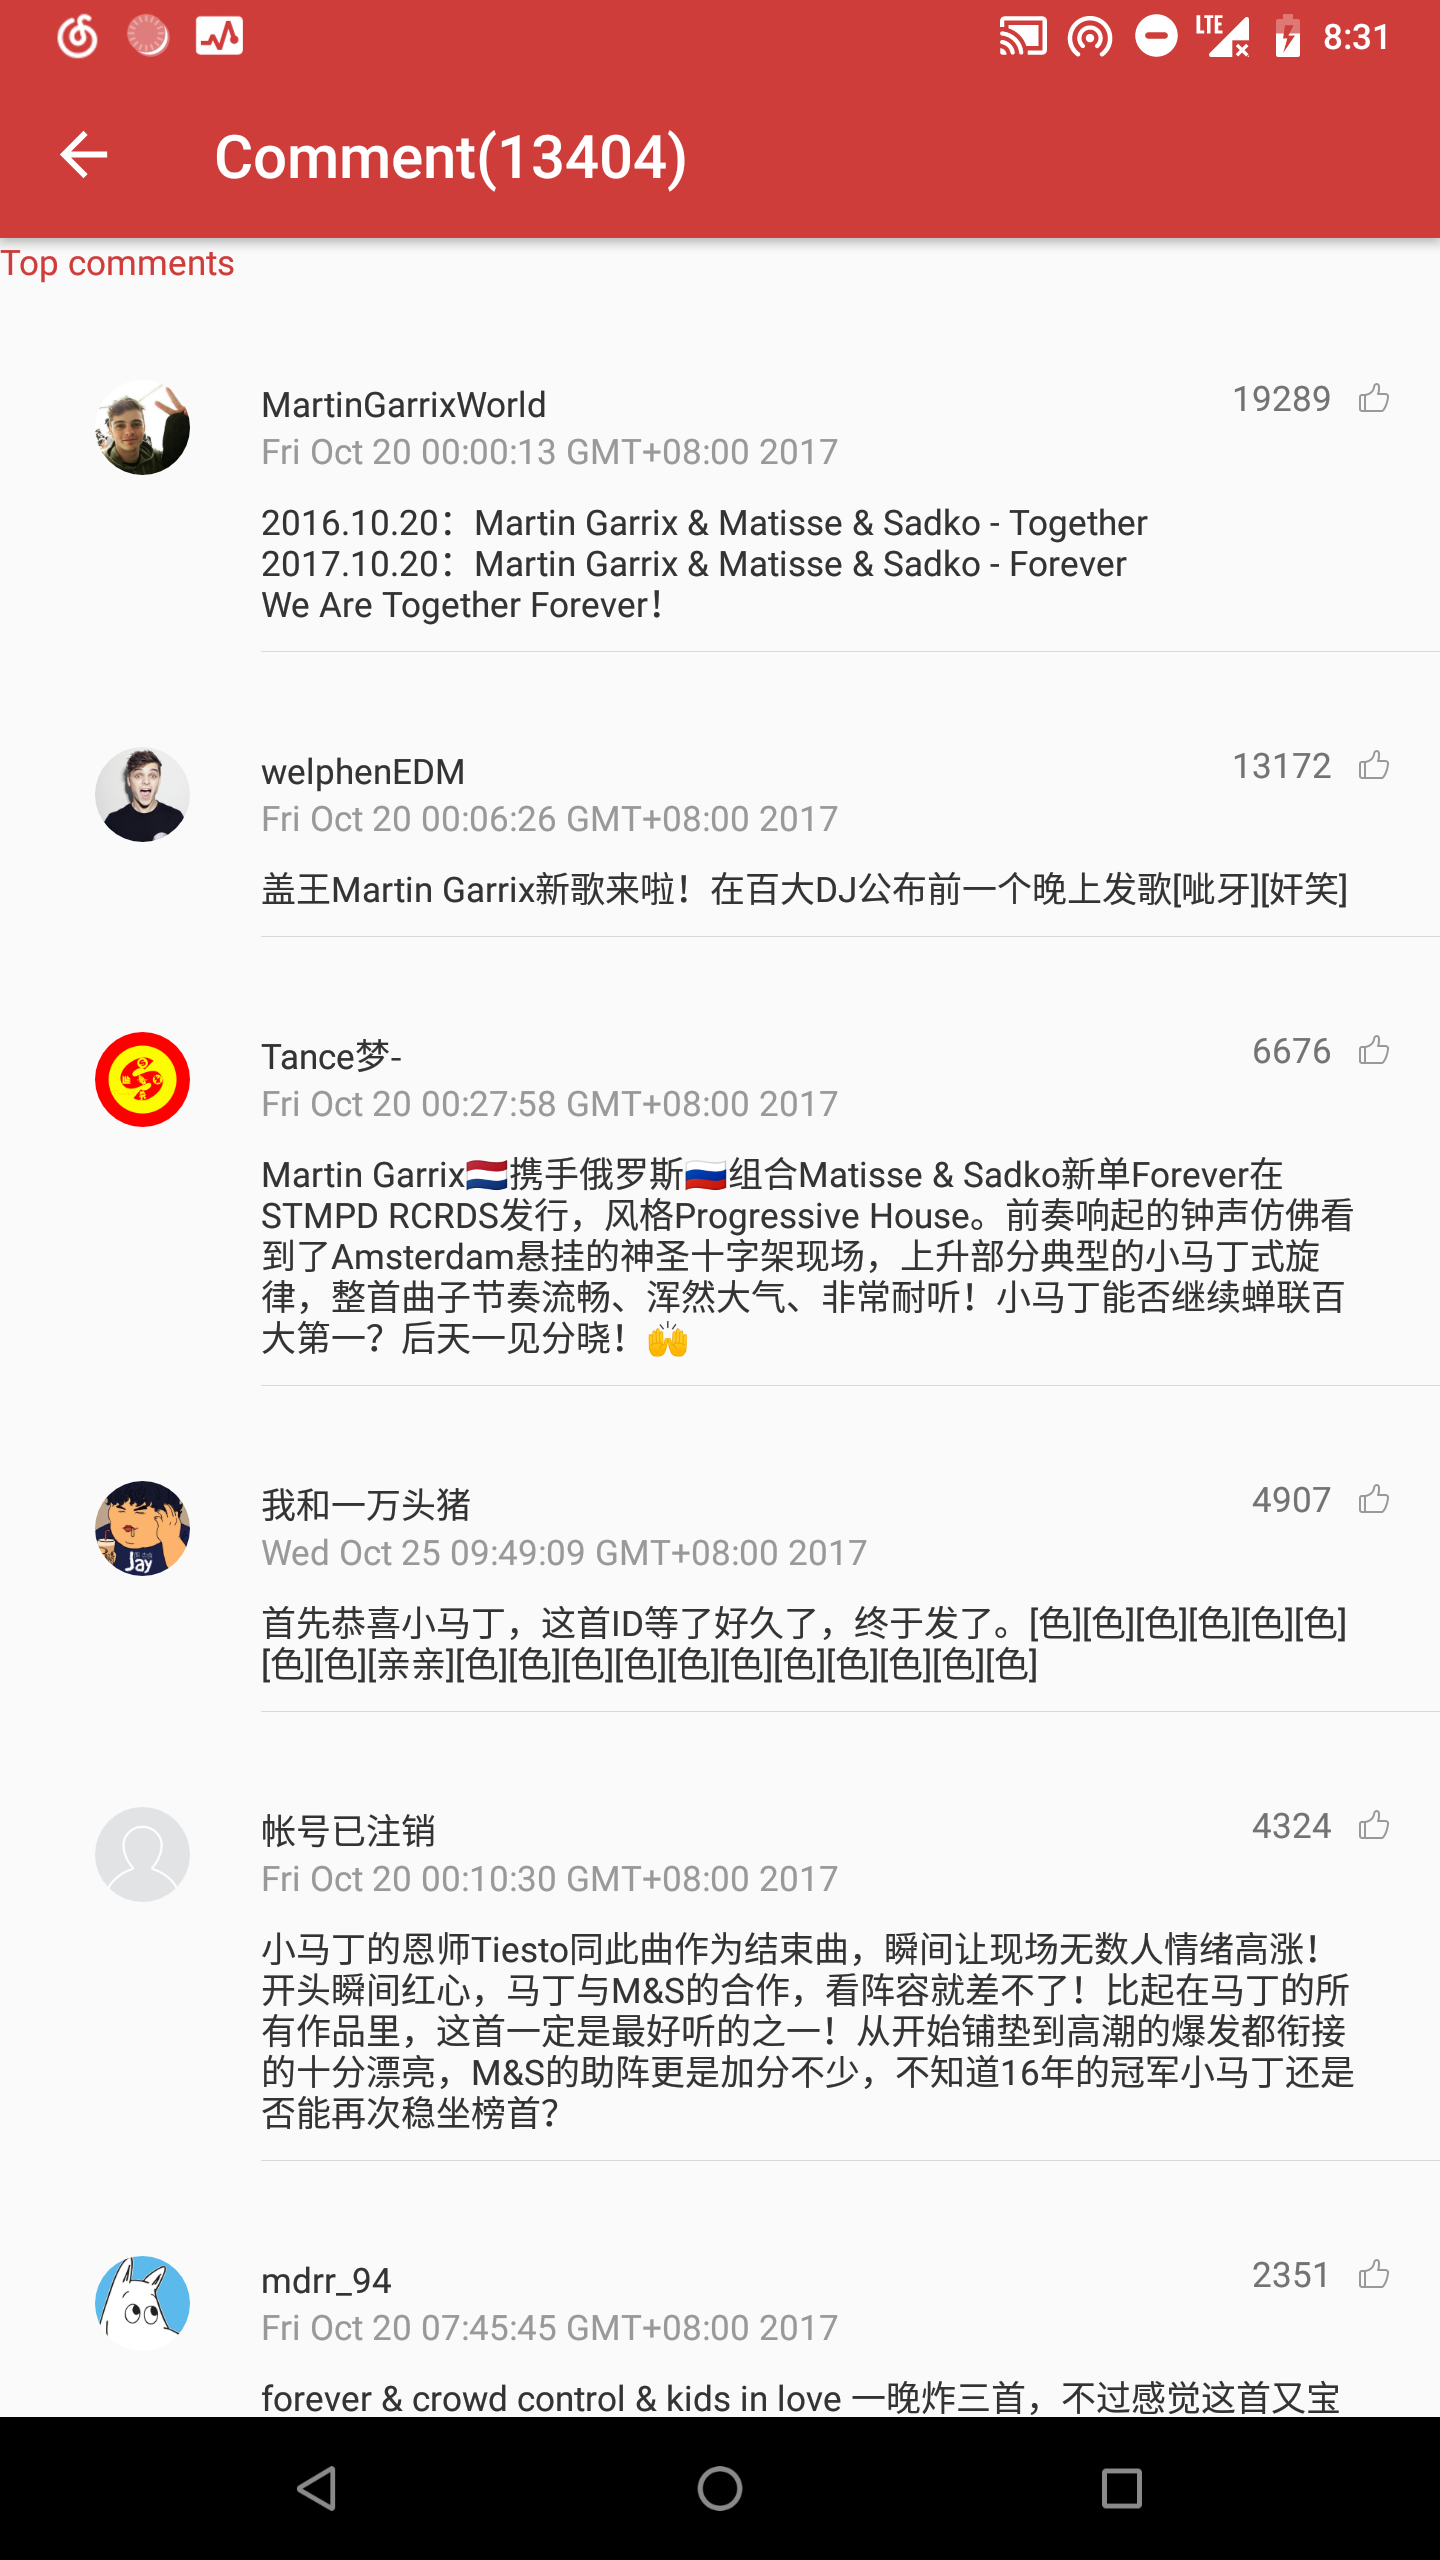 LTE 8:31
Comment(13404)
Top comments
MartinGarrixWorld 19289
Fri Oct 20 00:00:13 GMT+08:00 2017
2016.10.20：Martin Garrix & Matisse & Sadko - Together
2017.10.20：Martin Garrix & Matisse & Sadko - Forever
We Are Together Forever！
welphenEDM 13172
Fri Oct 20 00:06:26 GMT+08:00 2017
盖王Martin Garrix新歌来啦！在百大DJ公布前一个晚上发歌[呲牙][奸笑]
Tance梦- 6676
Fri Oct 20 00:27:58 GMT+08:00 2017
Martin Garrix🇳🇱携手俄罗斯🇷🇺组合Matisse & Sadko新单Forever在
STMPD RCRDS发行，风格Progressive House。前奏响起的钟声仿佛看
到了Amsterdam悬挂的神圣十字架现场，上升部分典型的小马丁式旋
律，整首曲子节奏流畅、浑然大气、非常耐听！小马丁能否继续蝉联百
大第一？后天一见分晓！🙌
我和一万头猪 4907
Wed Oct 25 09:49:09 GMT+08:00 2017
Jay
首先恭喜小马丁，这首ID等了好久了，终于发了。[色][色][色][色][色][色]
[色][色][亲亲][色][色][色][色][色][色][色][色][色][色][色]
帐号已注销 4324
Fri Oct 20 00:10:30 GMT+08:00 2017
小马丁的恩师Tiesto同此曲作为结束曲，瞬间让现场无数人情绪高涨！
开头瞬间红心，马丁与M&S的合作，看阵容就差不了！比起在马丁的所
有作品里，这首一定是最好听的之一！从开始铺垫到高潮的爆发都衔接
的十分漂亮，M&S的助阵更是加分不少，不知道16年的冠军小马丁还是
否能再次稳坐榜首？
mdrr_94 2351
Fri Oct 20 07:45:45 GMT+08:00 2017
forever & crowd control & kids in love 一晚炸三首，不过感觉这首又宝